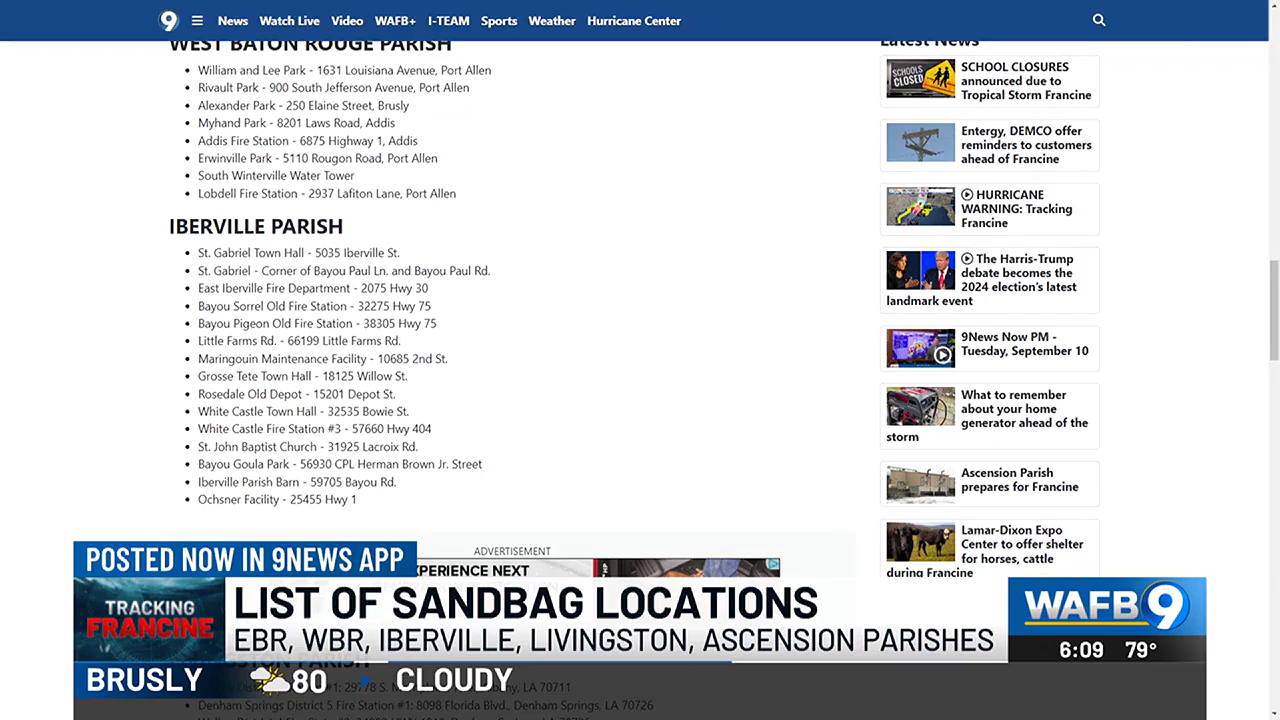 9 News Watch Live Video WAFB+ I-TEAM Sports Weather Hurricane Center
WEST BATON ROUGE PARISH
William and Lee Park - 1631 Louisiana Avenue, Port Allen
Rivault Park - 900 South Jefferson Avenue, Port Allen
Alexander Park - 250 Elaine Street, Brusly
Myhand Park - 8201 Laws Road, Addis
Addis Fire Station - 6875 Highway 1, Addis
Erwinville Park - 5110 Rougon Road, Port Allen
South Winterville Water Tower
Lobdell Fire Station - 2937 Lafiton Lane, Port Allen
IBERVILLE PARISH
St. Gabriel Town Hall - 5035 Iberville St.
St. Gabriel - Corner of Bayou Paul Ln. and Bayou Paul Rd.
East Iberville Fire Department - 2075 Hwy 30
Bayou Sorrel Old Fire Station - 32275 Hwy 75
Bayou Pigeon Old Fire Station - 38305 Hwy 75
Little Farms Rd. - 66199 Little Farms Rd.
Maringouin Maintenance Facility - 10685 2nd St.
Grosse Tete Town Hall - 18125 Willow St.
Rosedale Old Depot - 15201 Depot St.
White Castle Town Hall - 32535 Bowie St.
White Castle Fire Station #3 - 57660 Hwy 404
St. John Baptist Church - 31925 Lacroix Rd.
Bayou Goula Park - 56930 CPL Herman Brown Jr. Street
Iberville Parish Barn - 59705 Bayou Rd.
Ochsner Facility - 25455 Hwy 1
Latest News
SCHOOLS
CLOSED
SCHOOL CLOSURES
announced due to
Tropical Storm Francine
Entergy, DEMCO offer
reminders to customers
ahead of Francine
HURRICANE
WARNING: Tracking
Francine
The Harris-Trump
debate becomes the
2024 election's latest
landmark event
9News Now PM -
Tuesday, September 10
What to remember
about your home
generator ahead of the
storm
Ascension Parish
prepares for Francine
Lamar-Dixon Expo
Center to offer shelter
for horses, cattle
during Francine
ADVERTISEMENT
EXPERIENCE NEXT
POSTED NOW IN 9NEWS APP
TRACKING
FRANCINE
LIST OF SANDBAG LOCATIONS
EBR, WBR, IBERVILLE, LIVINGSTON, ASCENSION PARISHES
WAFB 9
6:09 79°
BRUSLY 80 CLOUDY
Denham Springs District 5 Fire Station #1: 8098 Florida Blvd., Denham Springs, LA 70726